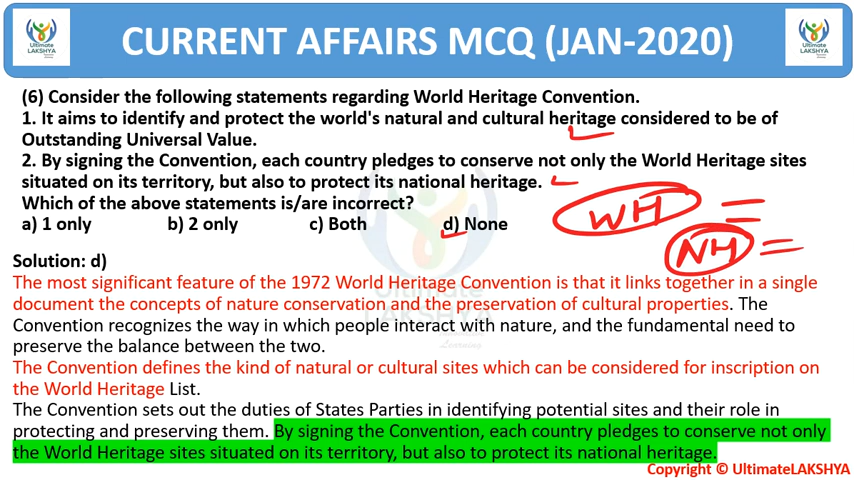 Ultimate
LAKSHYA
CURRENT AFFAIRS MCQ (JAN-2020)
Ultimate
LAKSHYA
(6) Consider the following statements regarding World Heritage Convention.
1. It aims to identify and protect the world's natural and cultural heritage considered to be of
Outstanding Universal Value.
2. By signing the Convention, each country pledges to conserve not only the World Heritage sites
situated on its territory, but also to protect its national heritage.
Which of the above statements is/are incorrect?
a) 1 only b) 2 only c) Both d) None
WH =
NH =
Solution: d)
The most significant feature of the 1972 World Heritage Convention is that it links together in a single
document the concepts of nature conservation and the preservation of cultural properties. The
Convention recognizes the way in which people interact with nature, and the fundamental need to
preserve the balance between the two.
The Convention defines the kind of natural or cultural sites which can be considered for inscription on
the World Heritage List.
The Convention sets out the duties of States Parties in identifying potential sites and their role in
protecting and preserving them. By signing the Convention, each country pledges to conserve not only
the World Heritage sites situated on its territory, but also to protect its national heritage.
Ultimate
LAKSHYA
Learning
Copyright © UltimateLAKSHYA